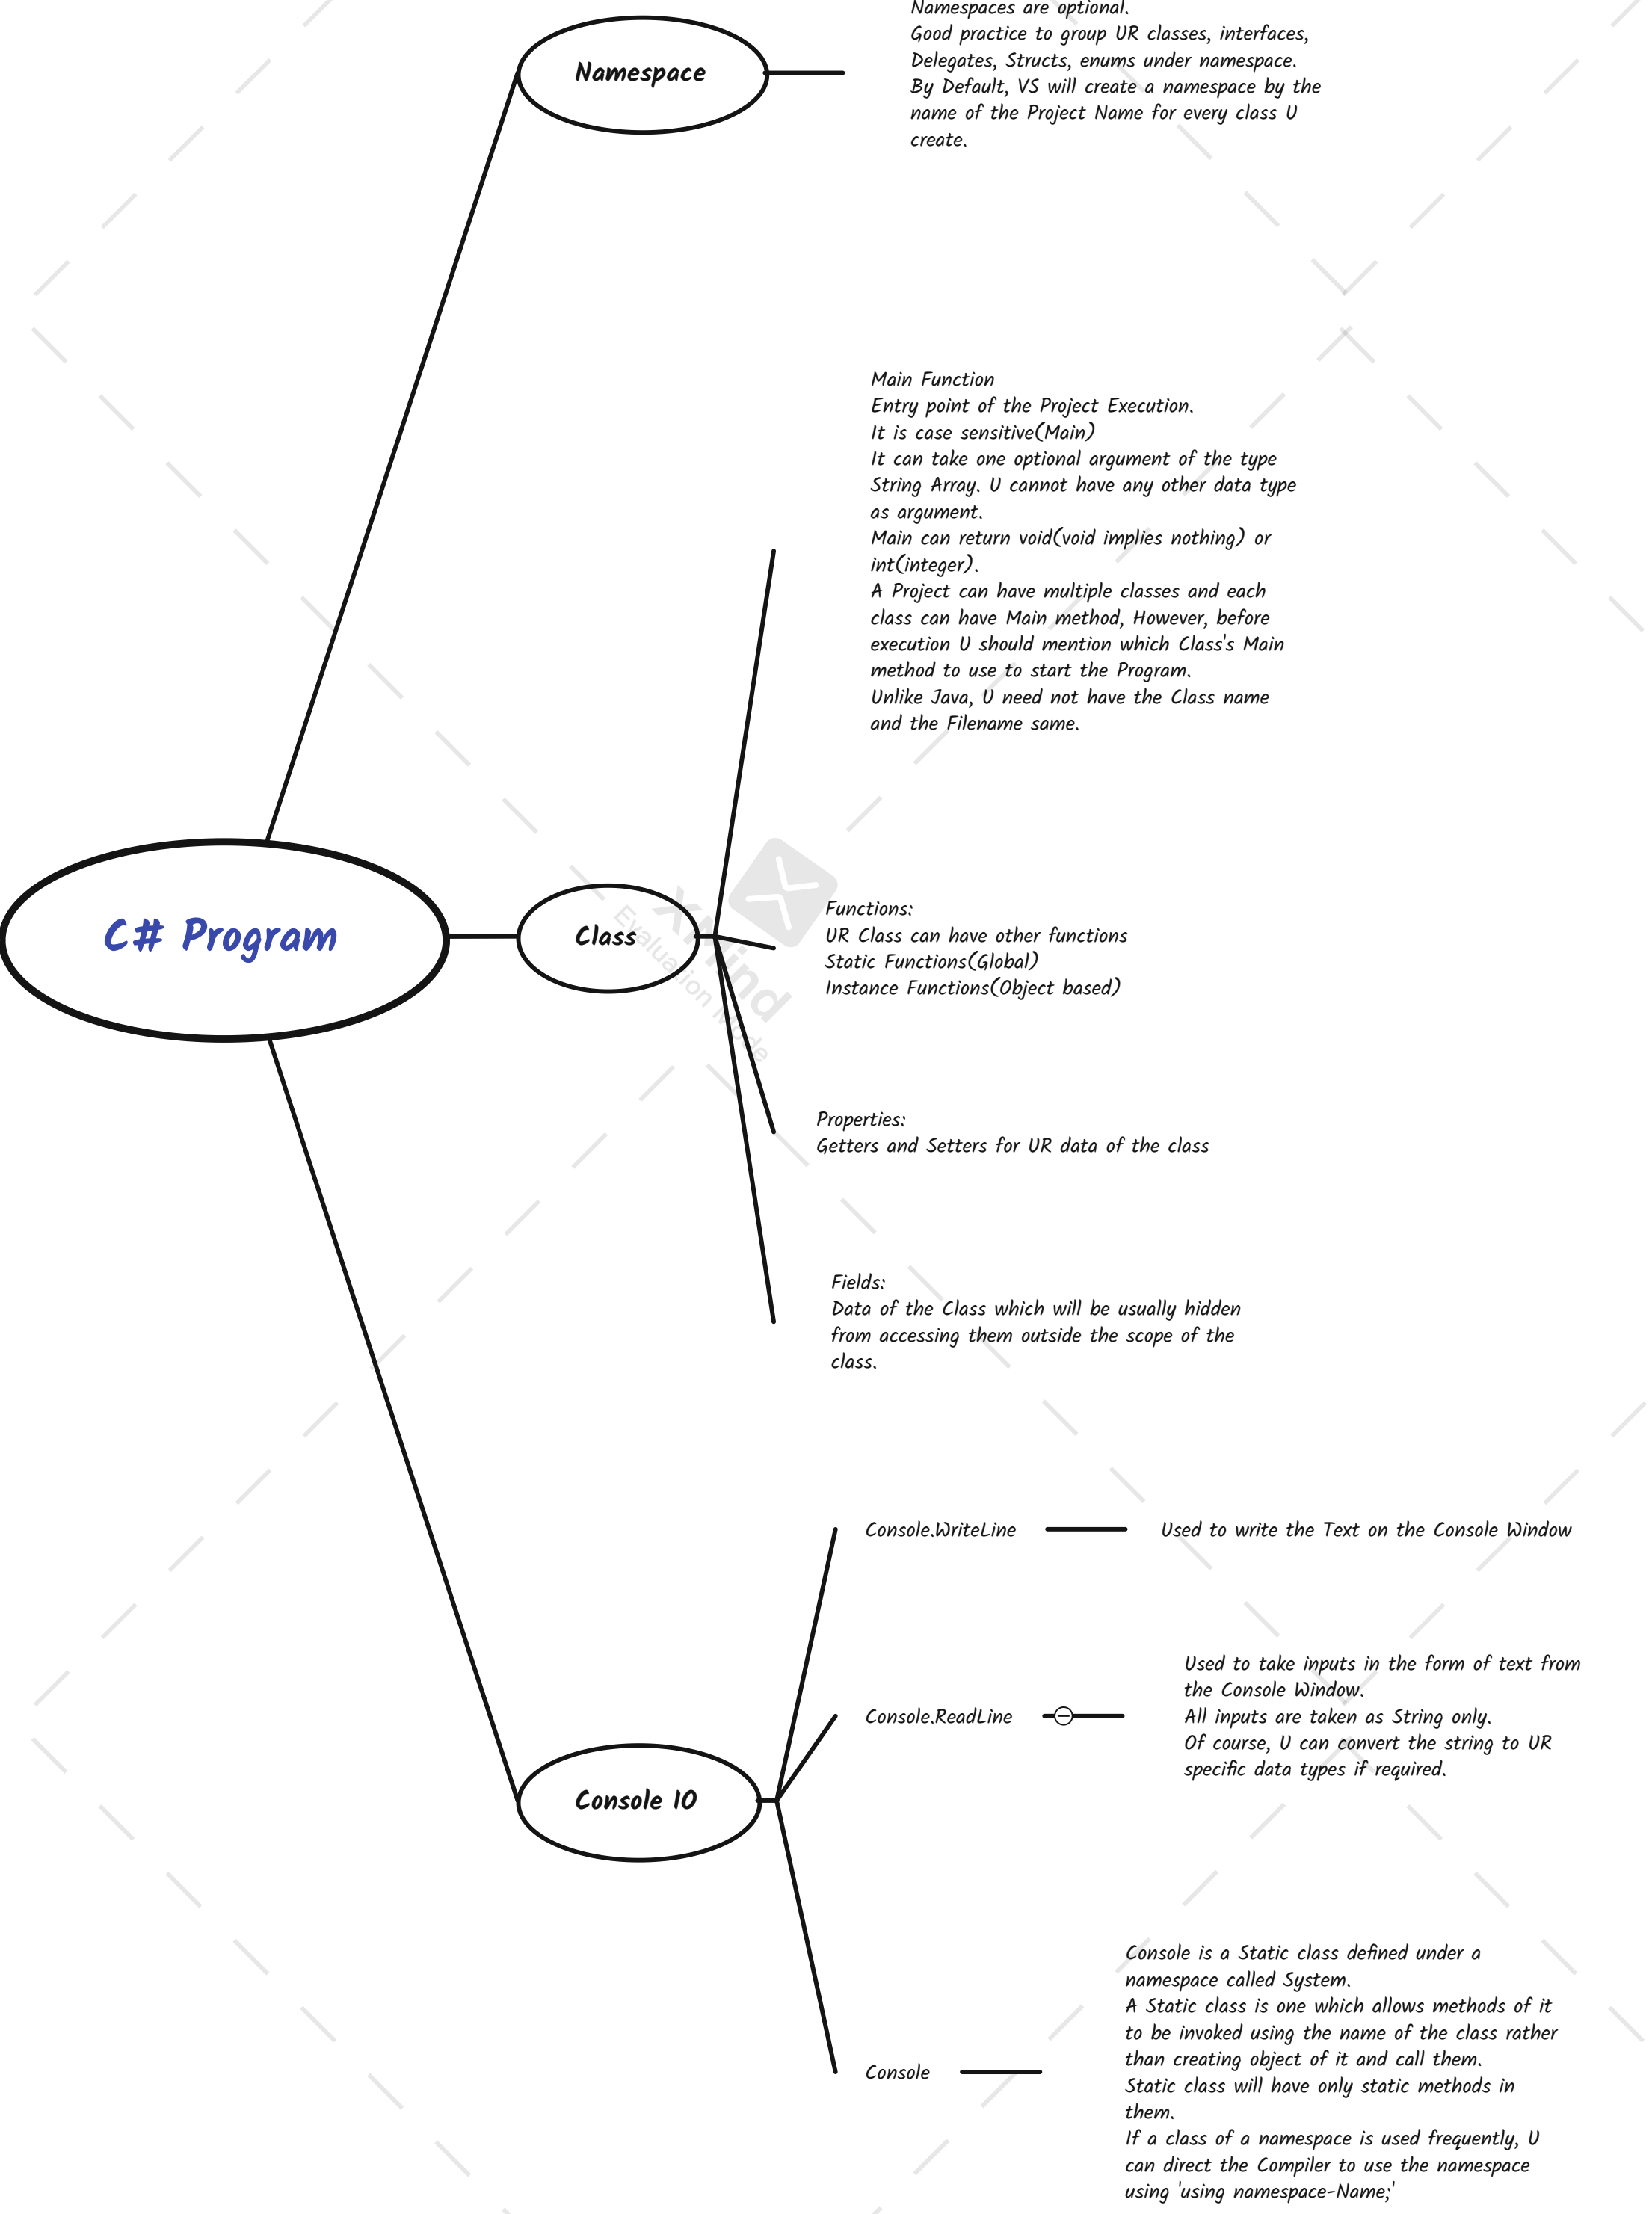 Namespaces are optional.
Good practice to group UR classes, interfaces,
Delegates, Structs, enums under namespace.
By Default, VS will create a namespace by the
name of the Project Name for every class U
create.
Namespace
Main Function
Entry point of the Project Execution.
It is case sensitive(Main)
It can take one optional argument of the type
String Array. U cannot have any other data type
as argument.
Main can return void(void implies nothing) or
int(integer).
A Project can have multiple classes and each
class can have Main method, However, before
execution U should mention which Class's Main
method to use to start the Program.
Unlike Java, U need not have the Class name
and the Filename same.
C# Program
Class
XMind
Evaluation Mode
Functions:
UR Class can have other functions
Static Functions(Global)
Instance Functions(Object based)
Properties:
Getters and Setters for UR data of the class
Fields:
Data of the Class which will be usually hidden
from accessing them outside the scope of the
class.
Console.WriteLine
Used to write the Text on the Console Window
Console.ReadLine
Used to take inputs in the form of text from
the Console Window.
All inputs are taken as String only.
Of course, U can convert the string to UR
specific data types if required.
Console IO
Console
Console is a Static class defined under a
namespace called System.
A Static class is one which allows methods of it
to be invoked using the name of the class rather
than creating object of it and call them.
Static class will have only static methods in
them.
If a class of a namespace is used frequently, U
can direct the Compiler to use the namespace
using 'using namespace-Name;'